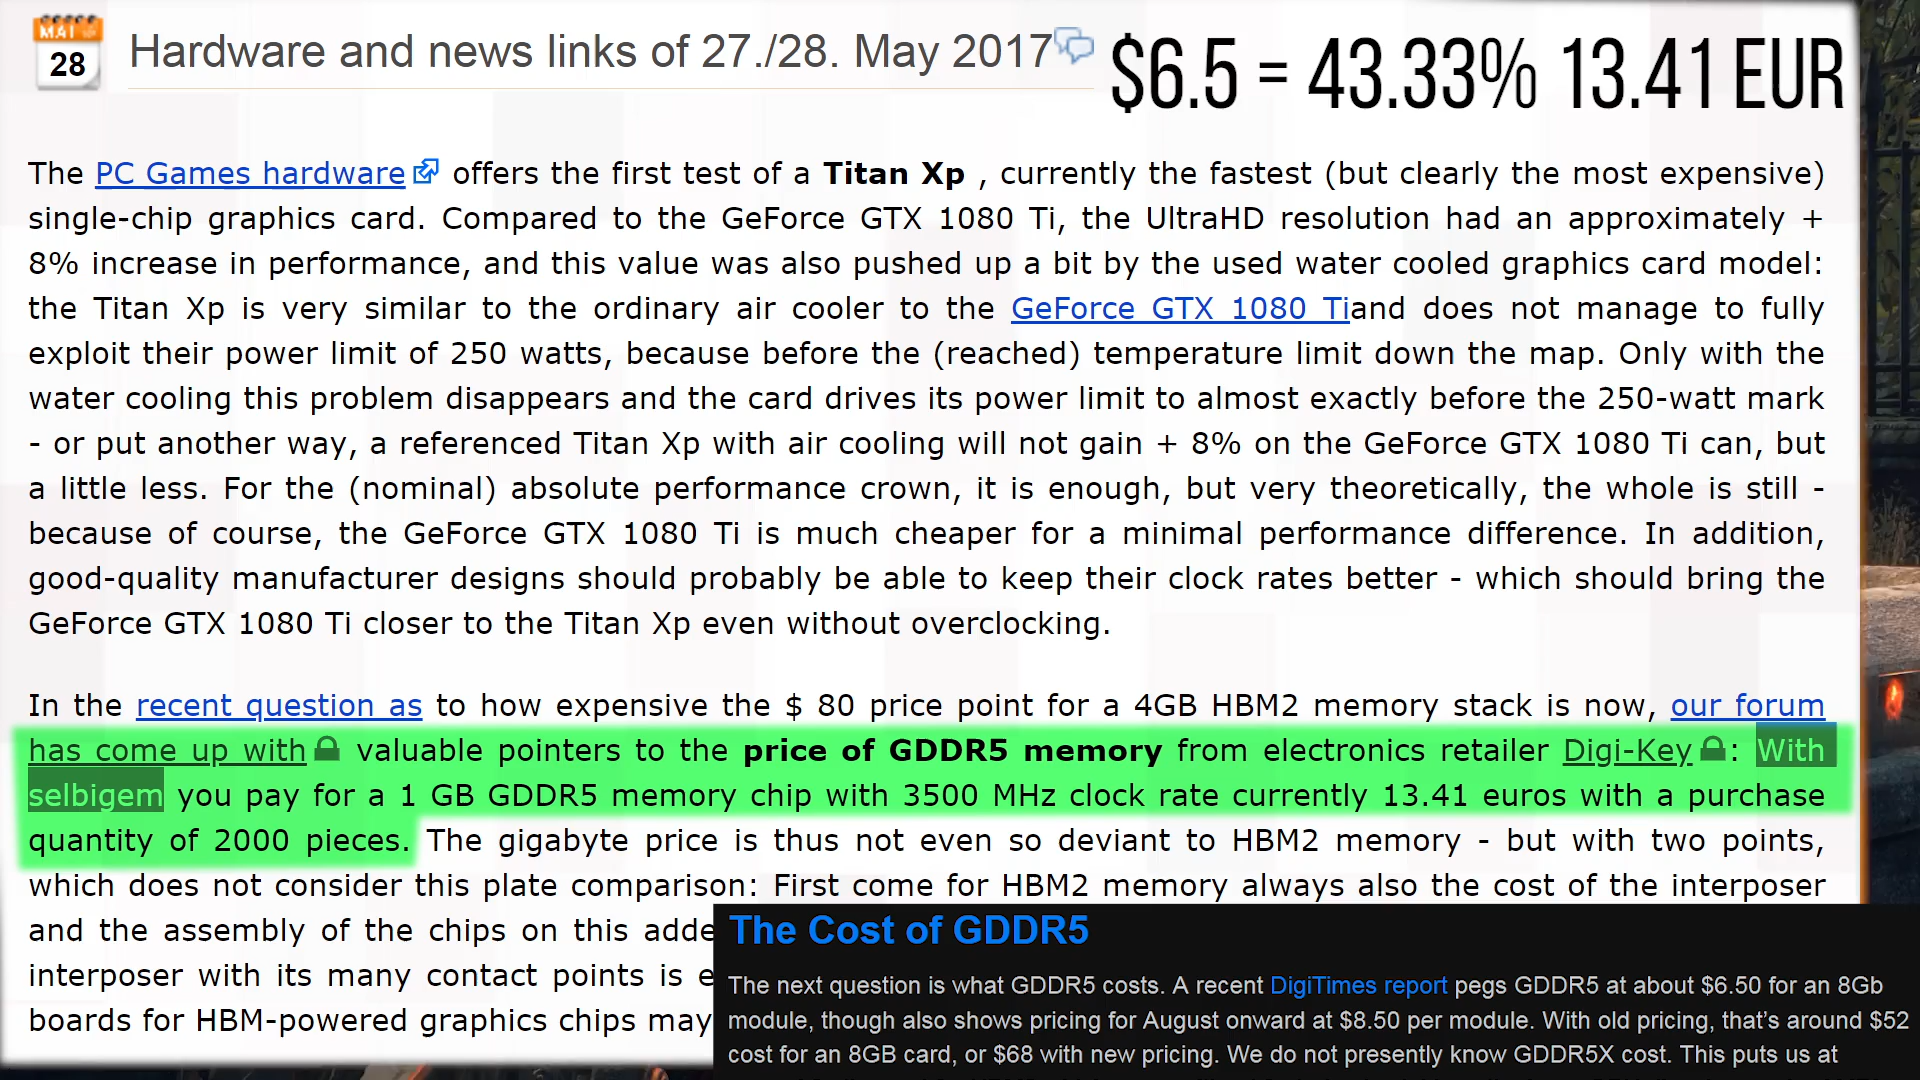 MAI
28
Hardware and news links of 27./28. May 2017
$6.5 = 43.33% 13.41 EUR
The PC Games hardware offers the first test of a Titan Xp , currently the fastest (but clearly the most expensive)
single-chip graphics card. Compared to the GeForce GTX 1080 Ti, the UltraHD resolution had an approximately +
8% increase in performance, and this value was also pushed up a bit by the used water cooled graphics card model:
the Titan Xp is very similar to the ordinary air cooler to the GeForce GTX 1080 Tiand does not manage to fully
exploit their power limit of 250 watts, because before the (reached) temperature limit down the map. Only with the
water cooling this problem disappears and the card drives its power limit to almost exactly before the 250-watt mark
- or put another way, a referenced Titan Xp with air cooling will not gain + 8% on the GeForce GTX 1080 Ti can, but
a little less. For the (nominal) absolute performance crown, it is enough, but very theoretically, the whole is still -
because of course, the GeForce GTX 1080 Ti is much cheaper for a minimal performance difference. In addition,
good-quality manufacturer designs should probably be able to keep their clock rates better - which should bring the
GeForce GTX 1080 Ti closer to the Titan Xp even without overclocking.
In the recent question as to how expensive the $ 80 price point for a 4GB HBM2 memory stack is now, our forum
has come up with valuable pointers to the price of GDDR5 memory from electronics retailer Digi-Key : With
selbigem you pay for a 1 GB GDDR5 memory chip with 3500 MHz clock rate currently 13.41 euros with a purchase
quantity of 2000 pieces. The gigabyte price is thus not even so deviant to HBM2 memory - but with two points,
which does not consider this plate comparison: First come for HBM2 memory always also the cost of the interposer
and the assembly of the chips on this adde
interposer with its many contact points is e
boards for HBM-powered graphics chips may
The Cost of GDDR5
The next question is what GDDR5 costs. A recent DigiTimes report pegs GDDR5 at about $6.50 for an 8Gb
module, though also shows pricing for August onward at $8.50 per module. With old pricing, that's around $52
cost for an 8GB card, or $68 with new pricing. We do not presently know GDDR5X cost. This puts us at